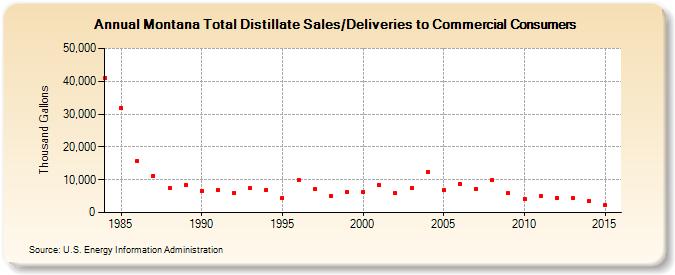 Annual Montana Total Distillate Sales/Deliveries to Commercial Consumers
Thousand Gallons
50,000
40,000
30,000
20,000
10,000
0
1985 1990 1995 2000 2005 2010 2015
Source: U.S. Energy Information Administration